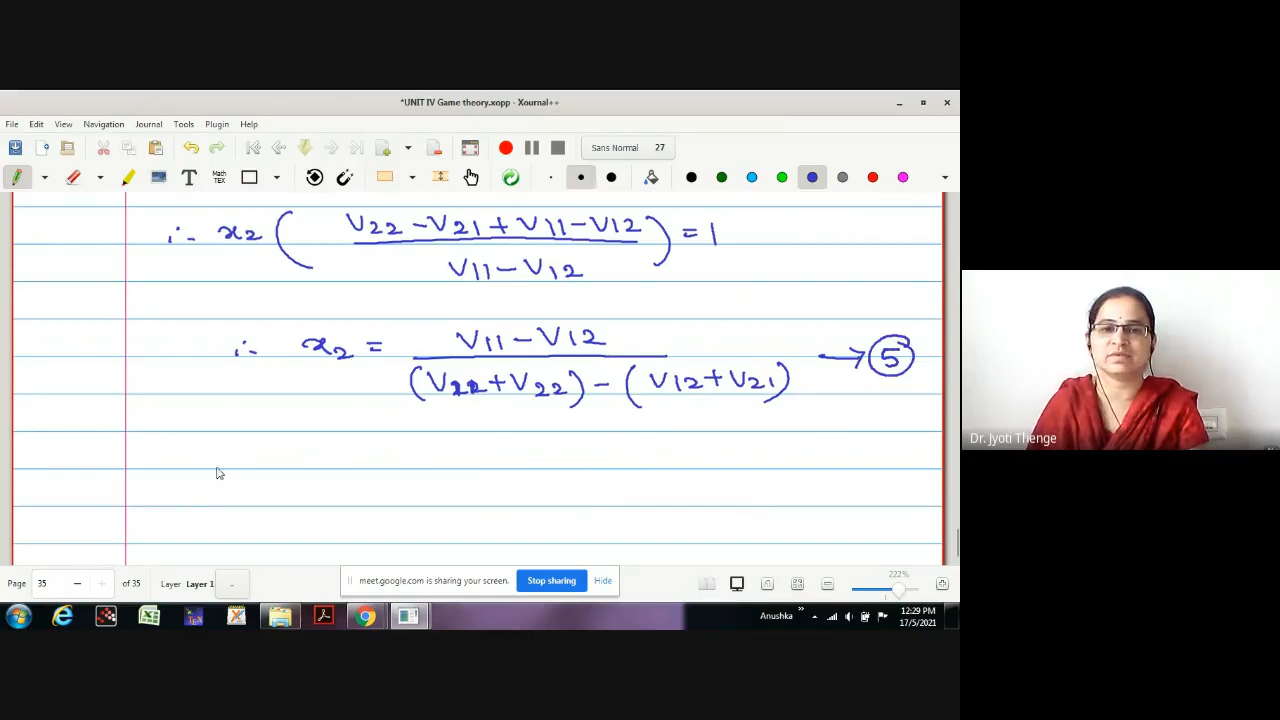 *UNIT IV Game theory.xopp - Xournal++
File Edit View Navigation Journal Tools Plugin Help
Sans Normal 27
T Math TEX
∴ x2 ( (V22 - V21 + V11 - V12) / (V11 - V12) ) = 1
∴ x2 = (V11 - V12) / ((V22 + V22) - (V12 + V21)) → 5
Dr. Jyoti Thenge
Page 35 of 35 Layer Layer 1
meet.google.com is sharing your screen. Stop sharing Hide
222%
Anushka
12:29 PM
17/5/2021